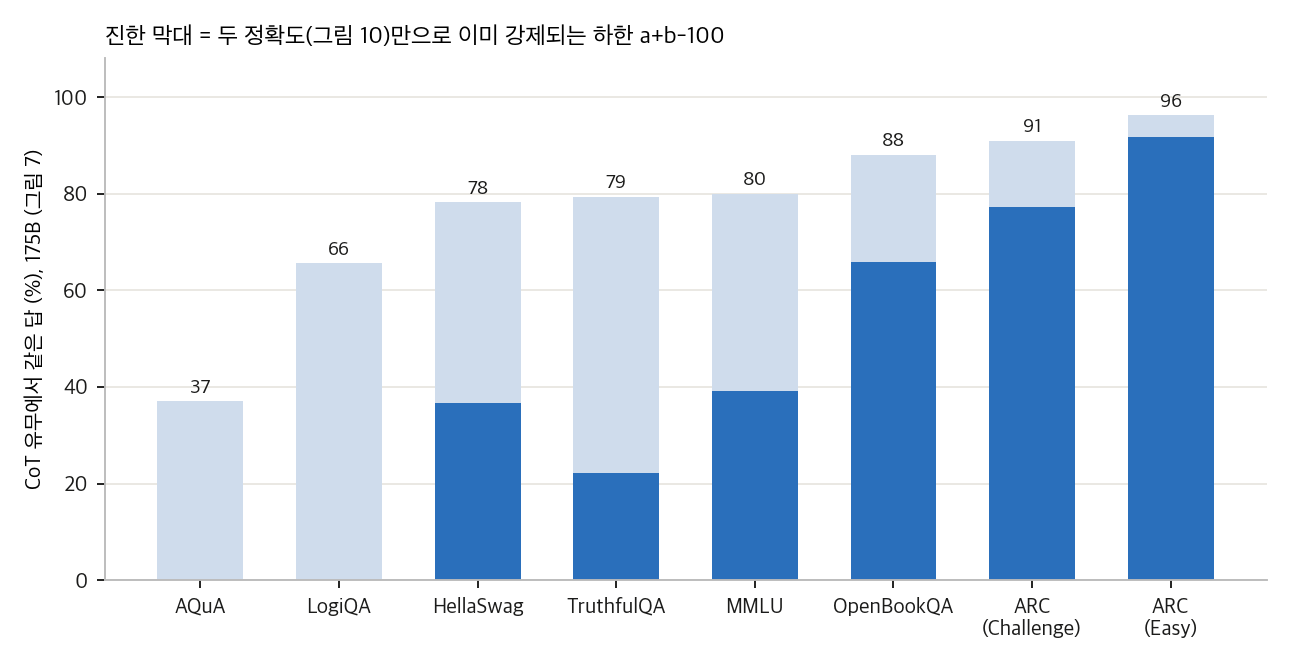 진한 막대 = 두 정확도(그림 10)만으로 이미 강제되는 하한 a+b−100
CoT 유무에서 같은 답 (%), 175B (그림 7)
100
80
60
40
20
0
37
66
78
79
80
88
91
96
AQuA
LogiQA
HellaSwag
TruthfulQA
MMLU
OpenBookQA
ARC
(Challenge)
ARC
(Easy)